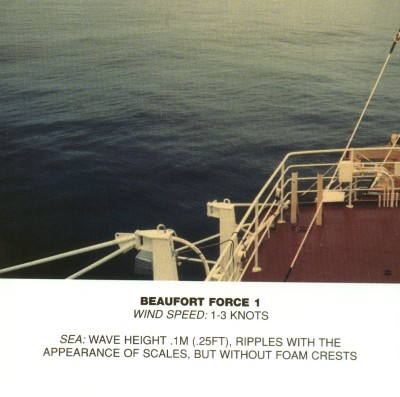 BEAUFORT FORCE 1
WIND SPEED: 1-3 KNOTS
SEA: WAVE HEIGHT .1M (.25FT), RIPPLES WITH THE
APPEARANCE OF SCALES, BUT WITHOUT FOAM CRESTS